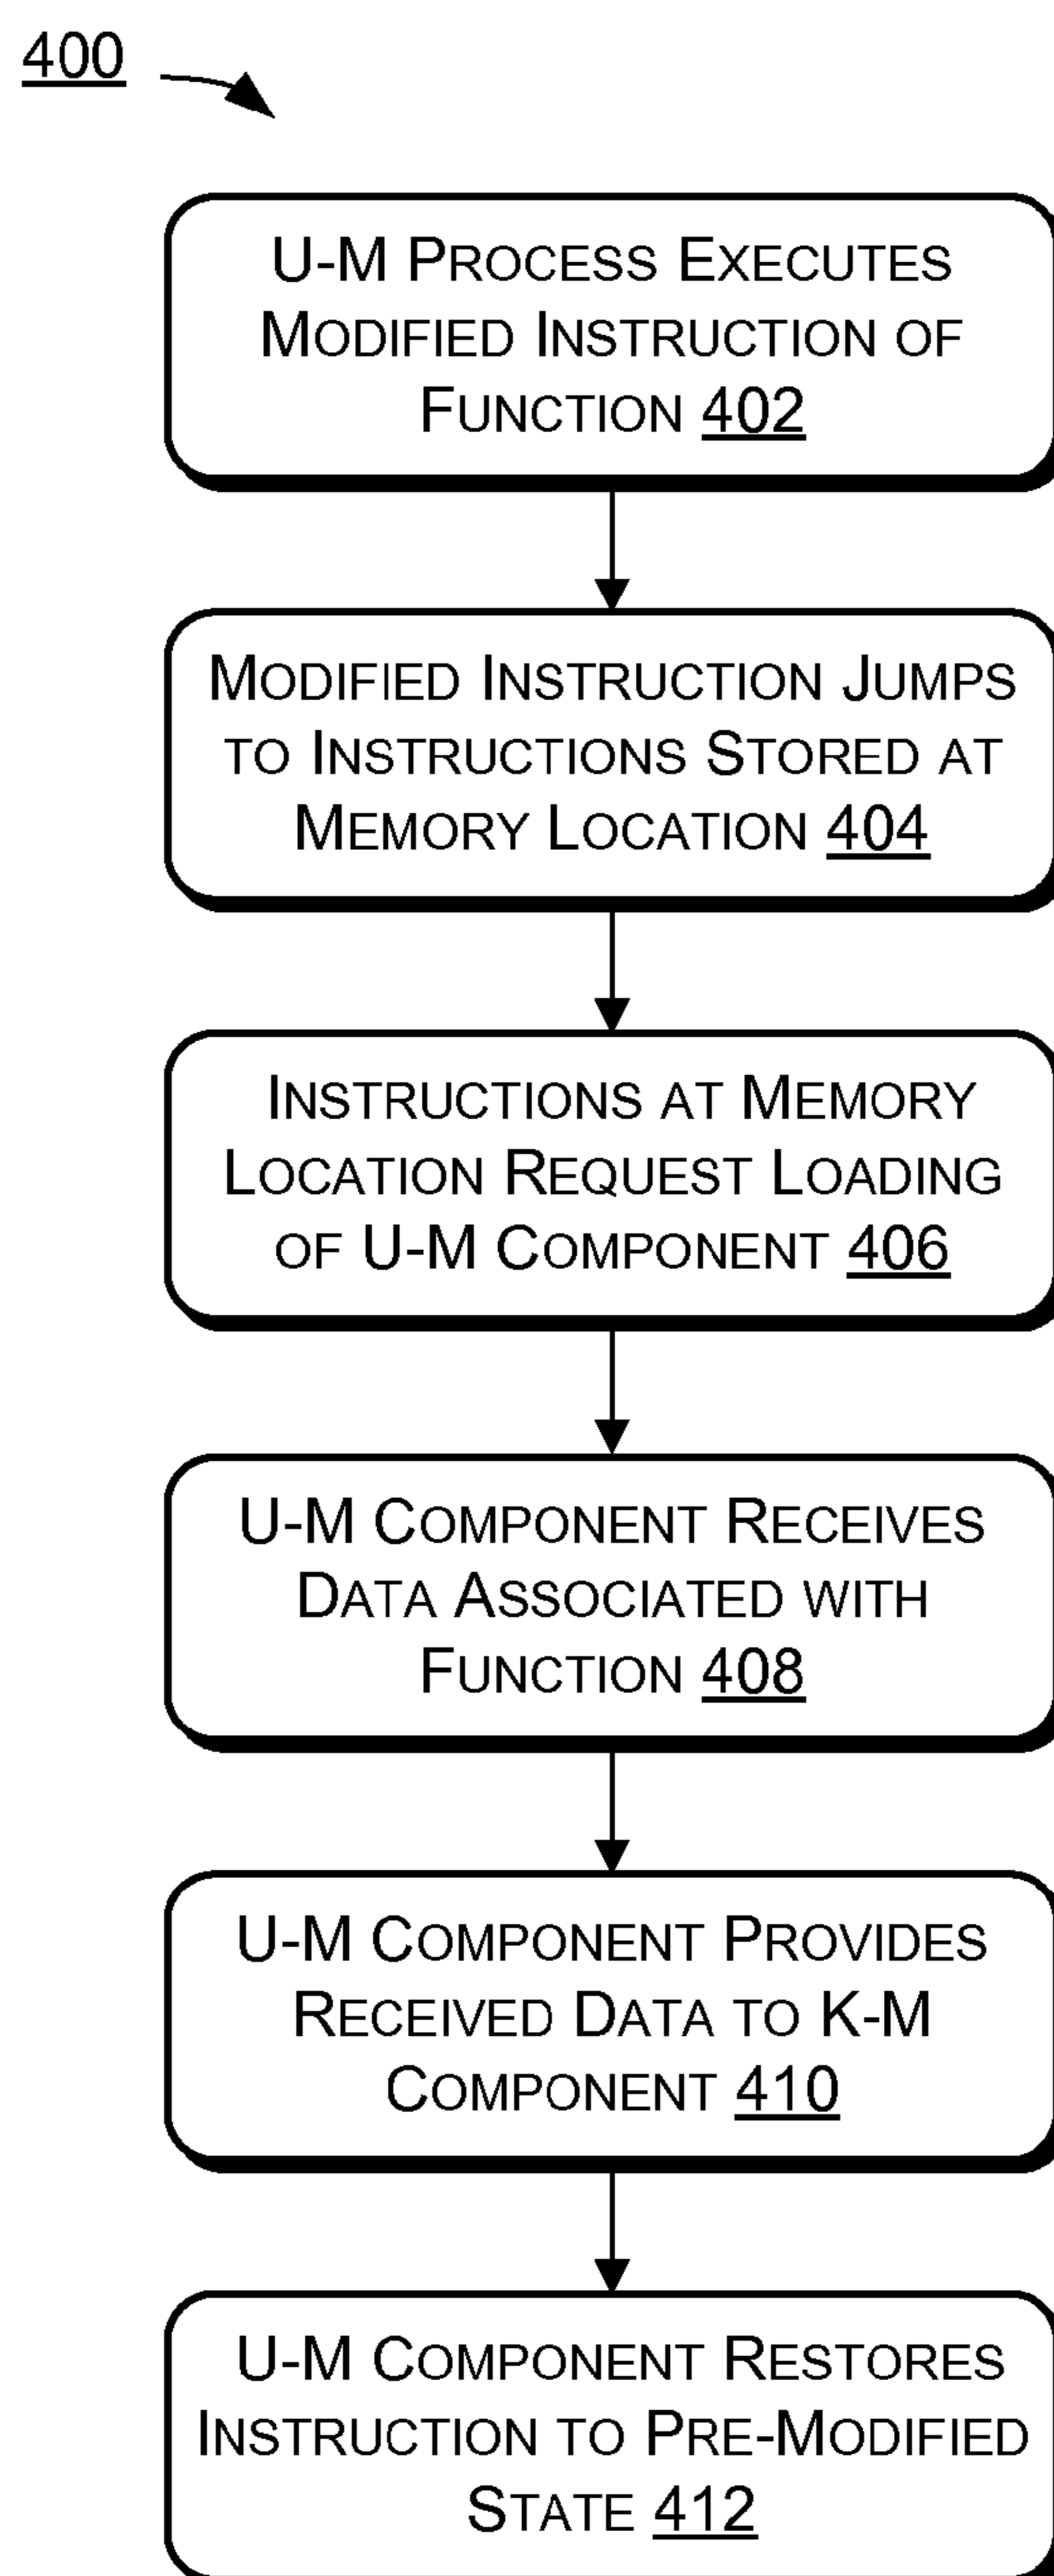 400
U-M PROCESS EXECUTES
MODIFIED INSTRUCTION OF
FUNCTION 402
MODIFIED INSTRUCTION JUMPS
TO INSTRUCTIONS STORED AT
MEMORY LOCATION 404
INSTRUCTIONS AT MEMORY
LOCATION REQUEST LOADING
OF U-M COMPONENT 406
U-M COMPONENT RECEIVES
DATA ASSOCIATED WITH
FUNCTION 408
U-M COMPONENT PROVIDES
RECEIVED DATA TO K-M
COMPONENT 410
U-M COMPONENT RESTORES
INSTRUCTION TO PRE-MODIFIED
STATE 412